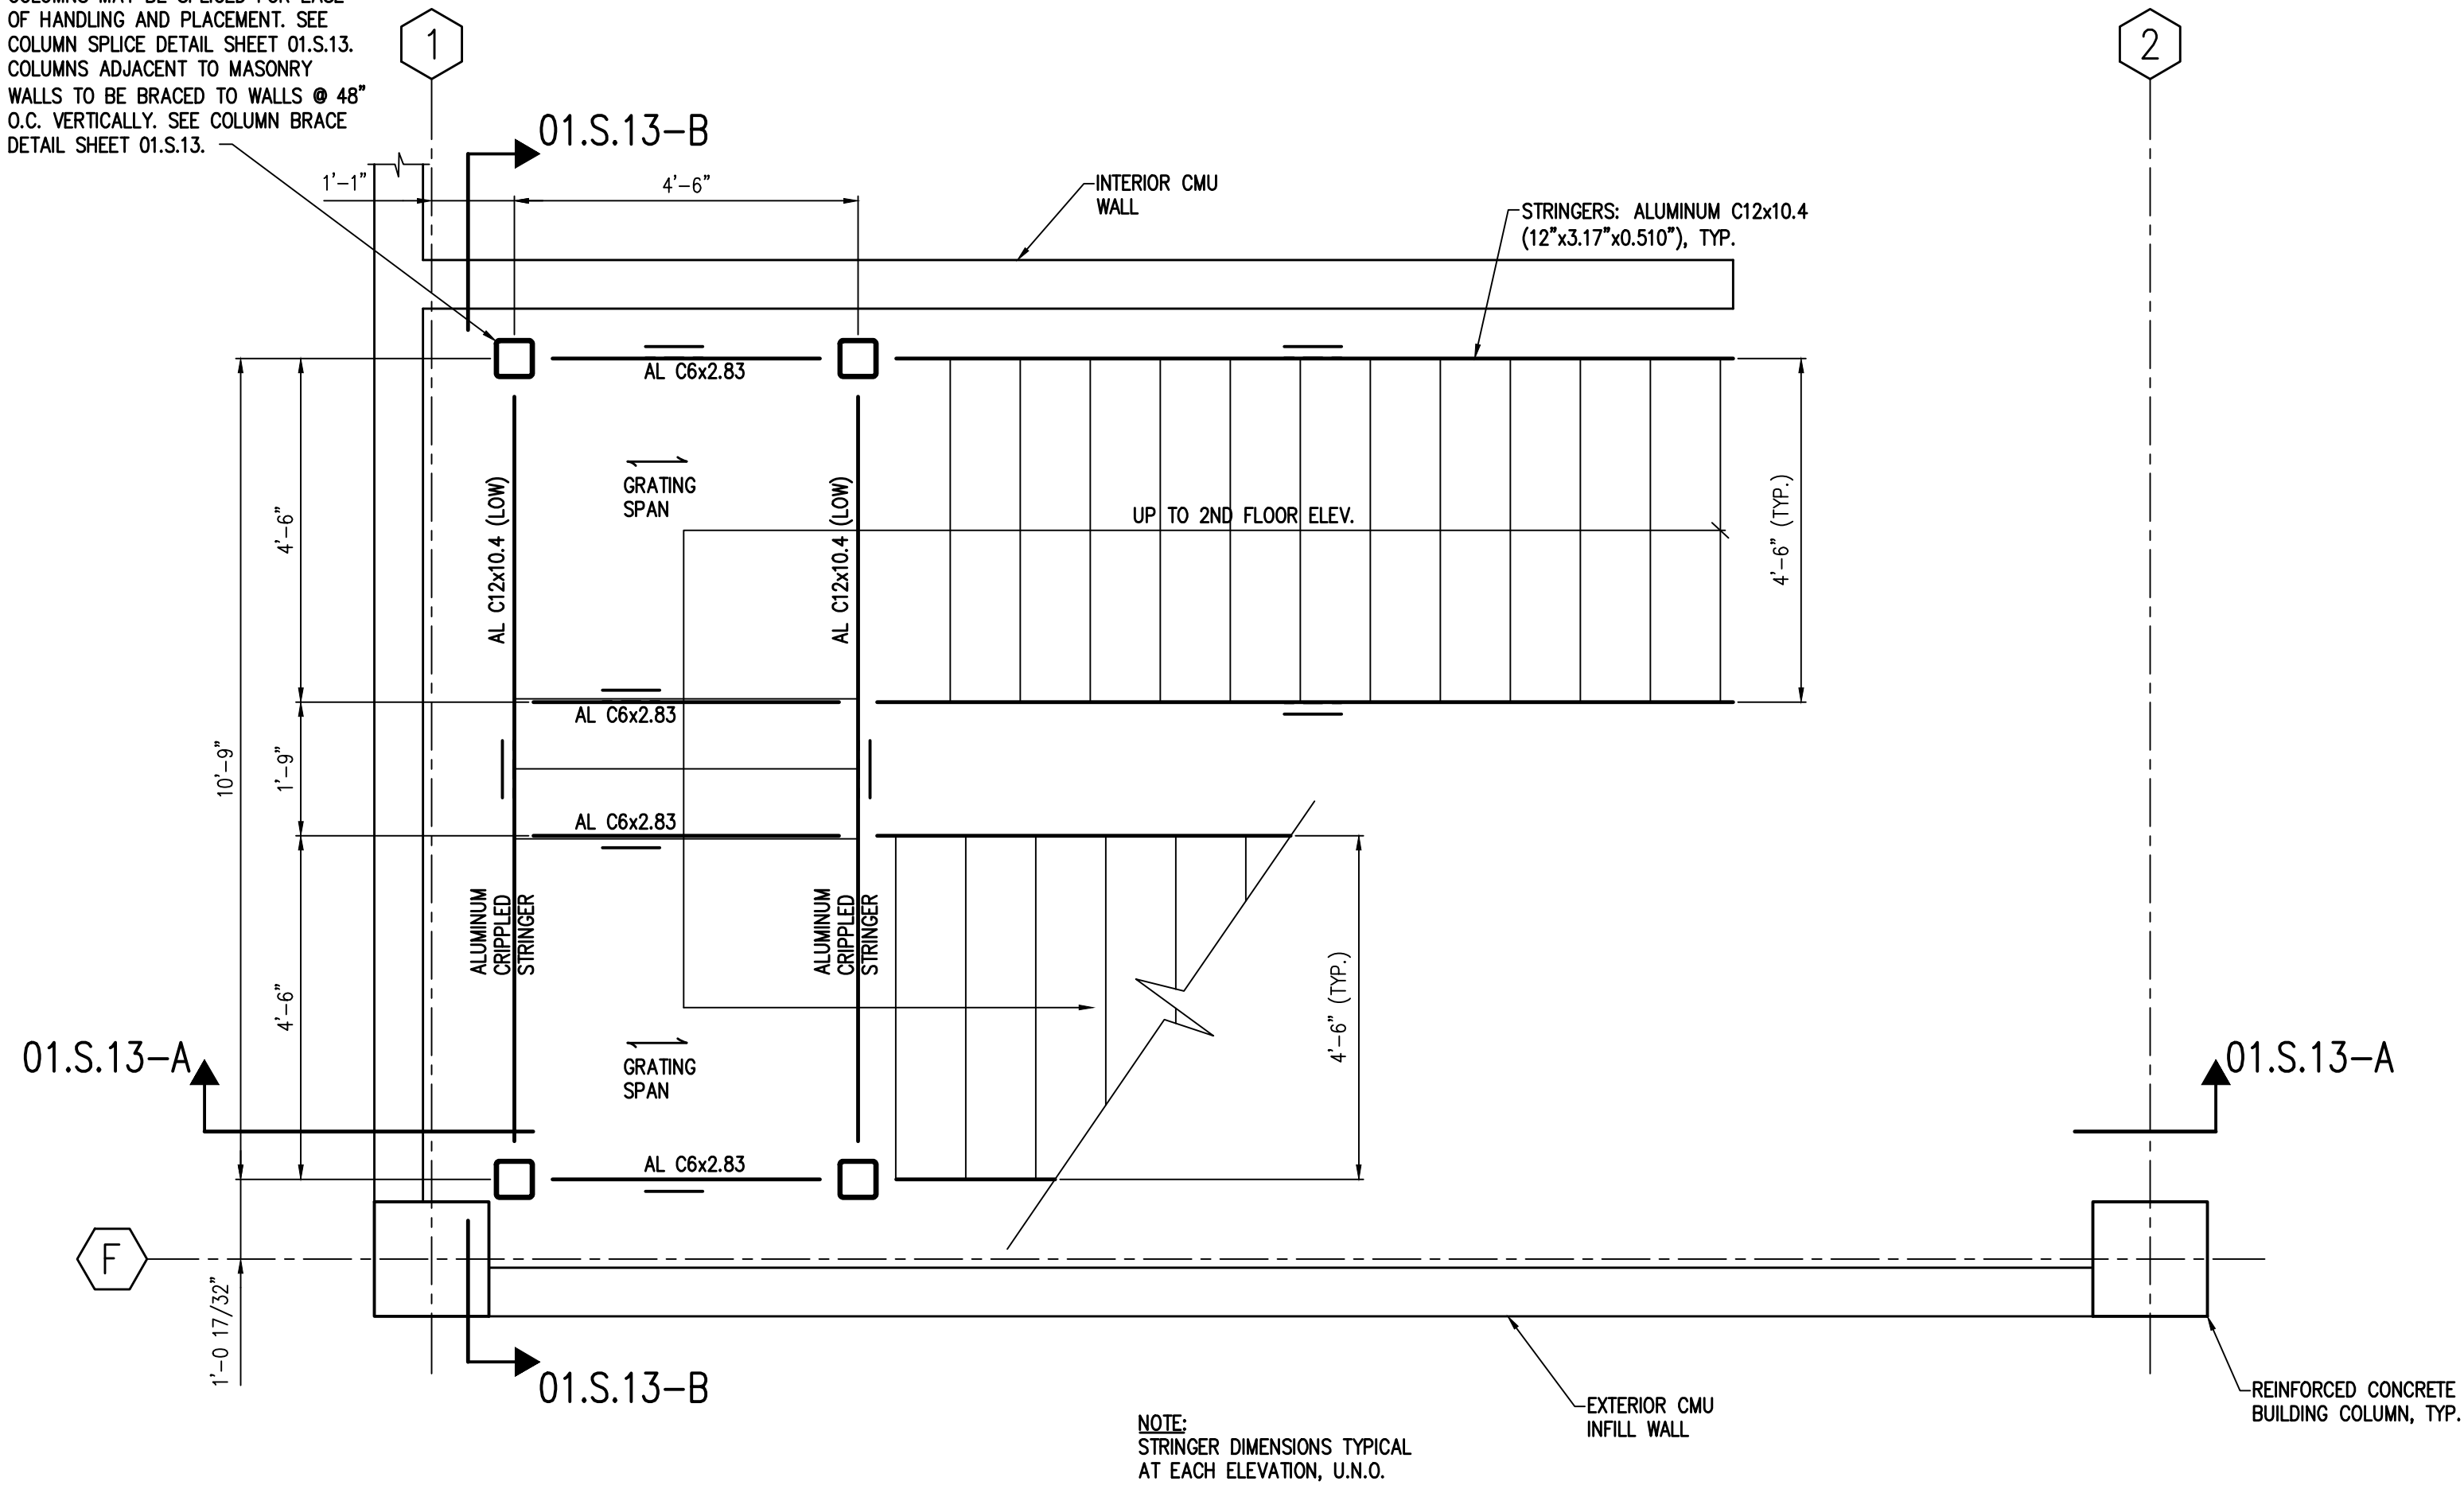 COLUMNS MAY BE SPLICED FOR EASE
OF HANDLING AND PLACEMENT. SEE
COLUMN SPLICE DETAIL SHEET 01.S.13.
COLUMNS ADJACENT TO MASONRY
WALLS TO BE BRACED TO WALLS @ 48"
O.C. VERTICALLY. SEE COLUMN BRACE
DETAIL SHEET 01.S.13.
1
2
01.S.13-B
1'-1"
4'-6"
INTERIOR CMU
WALL
STRINGERS: ALUMINUM C12x10.4
(12"x3.17"x0.510"), TYP.
AL C6x2.83
GRATING
SPAN
AL C12x10.4 (LOW)
AL C12x10.4 (LOW)
UP TO 2ND FLOOR ELEV.
4'-6" (TYP.)
4'-6"
AL C6x2.83
10'-9"
1'-9"
AL C6x2.83
ALUMINUM
CRIPPLED
STRINGER
ALUMINUM
CRIPPLED
STRINGER
4'-6"
4'-6" (TYP.)
01.S.13-A
01.S.13-A
GRATING
SPAN
AL C6x2.83
F
1'-0 17/32"
01.S.13-B
EXTERIOR CMU
INFILL WALL
REINFORCED CONCRETE
BUILDING COLUMN, TYP.
NOTE:
STRINGER DIMENSIONS TYPICAL
AT EACH ELEVATION, U.N.O.